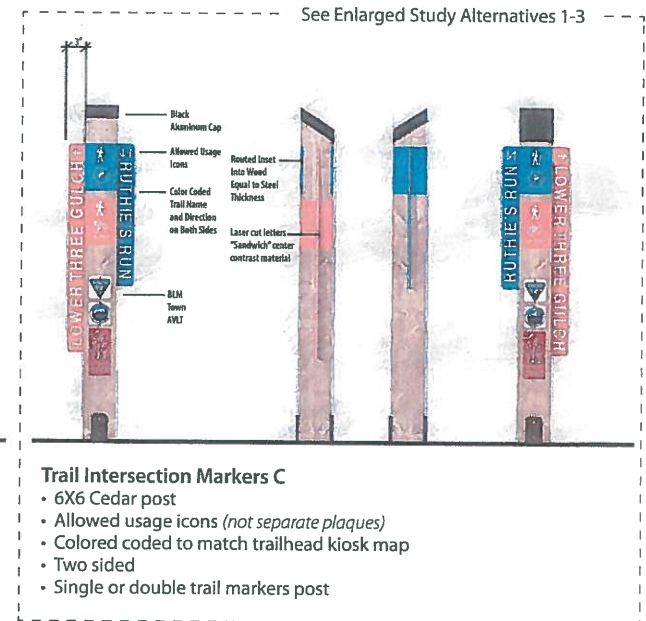 See Enlarged Study Alternatives 1-3
3"
Black
Aluminum Cap
Allowed Usage
Icons
Color Coded
Trail Name
and Direction
on Both Sides
BLM
Town
AVLT
LOWER THREE GULCH
RUTHIE'S RUN
Routed Inset
Into Wood
Equal to Steel
Thickness
Laser cut letters
"Sandwich" center
contrast material
RUTHIE'S RUN
LOWER THREE GULCH
Trail Intersection Markers C
• 6X6 Cedar post
• Allowed usage icons (not separate plaques)
• Colored coded to match trailhead kiosk map
• Two sided
• Single or double trail markers post